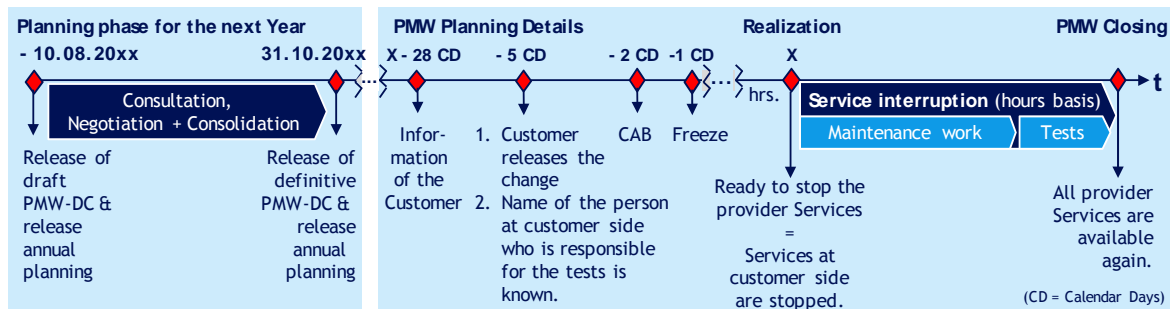 Planning phase for the next Year
- 10.08.20xx
31.10.20xx
Consultation,
Negotiation + Consolidation
Release of
draft
PMW-DC &
release
annual
planning
Release of
definitive
PMW-DC &
release
annual
planning
...
PMW Planning Details
X - 28 CD
- 5 CD
- 2 CD
-1 CD
Infor-
mation
of the
Customer
1. Customer
releases the
change
2. Name of the person
at customer side
who is responsible
for the tests is
known.
CAB
Freeze
...
hrs.
Realization
X
PMW Closing
t
Service interruption (hours basis)
Maintenance work
Tests
Ready to stop the
provider Services
=
Services at
customer side
are stopped.
All provider
Services are
available
again.
(CD = Calendar Days)